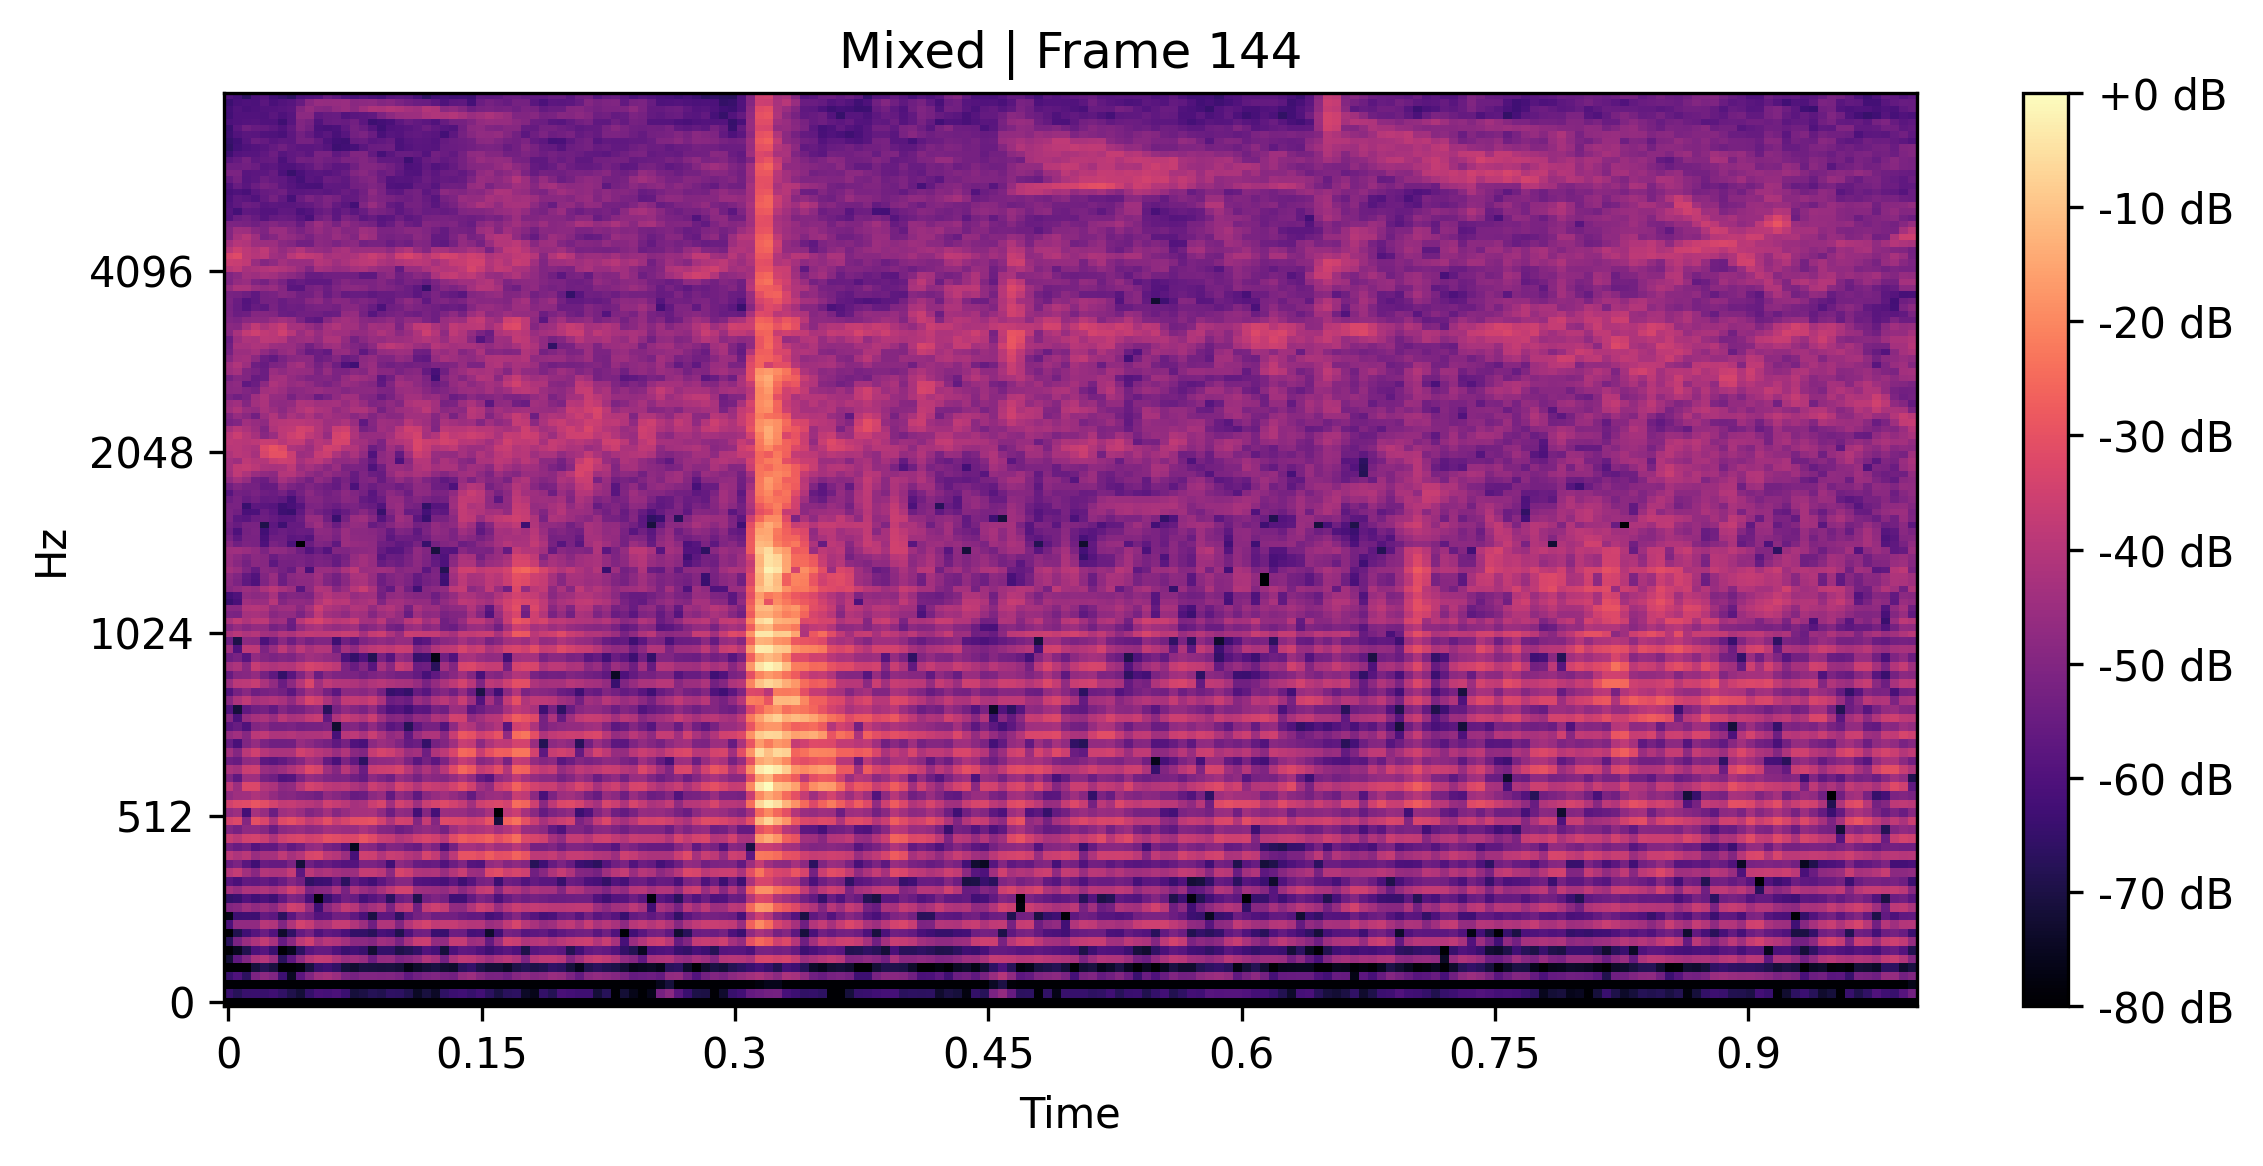 Mixed | Frame 144
Hz
4096
2048
1024
512
0
0 0.15 0.3 0.45 0.6 0.75 0.9
Time
+0 dB
-10 dB
-20 dB
-30 dB
-40 dB
-50 dB
-60 dB
-70 dB
-80 dB